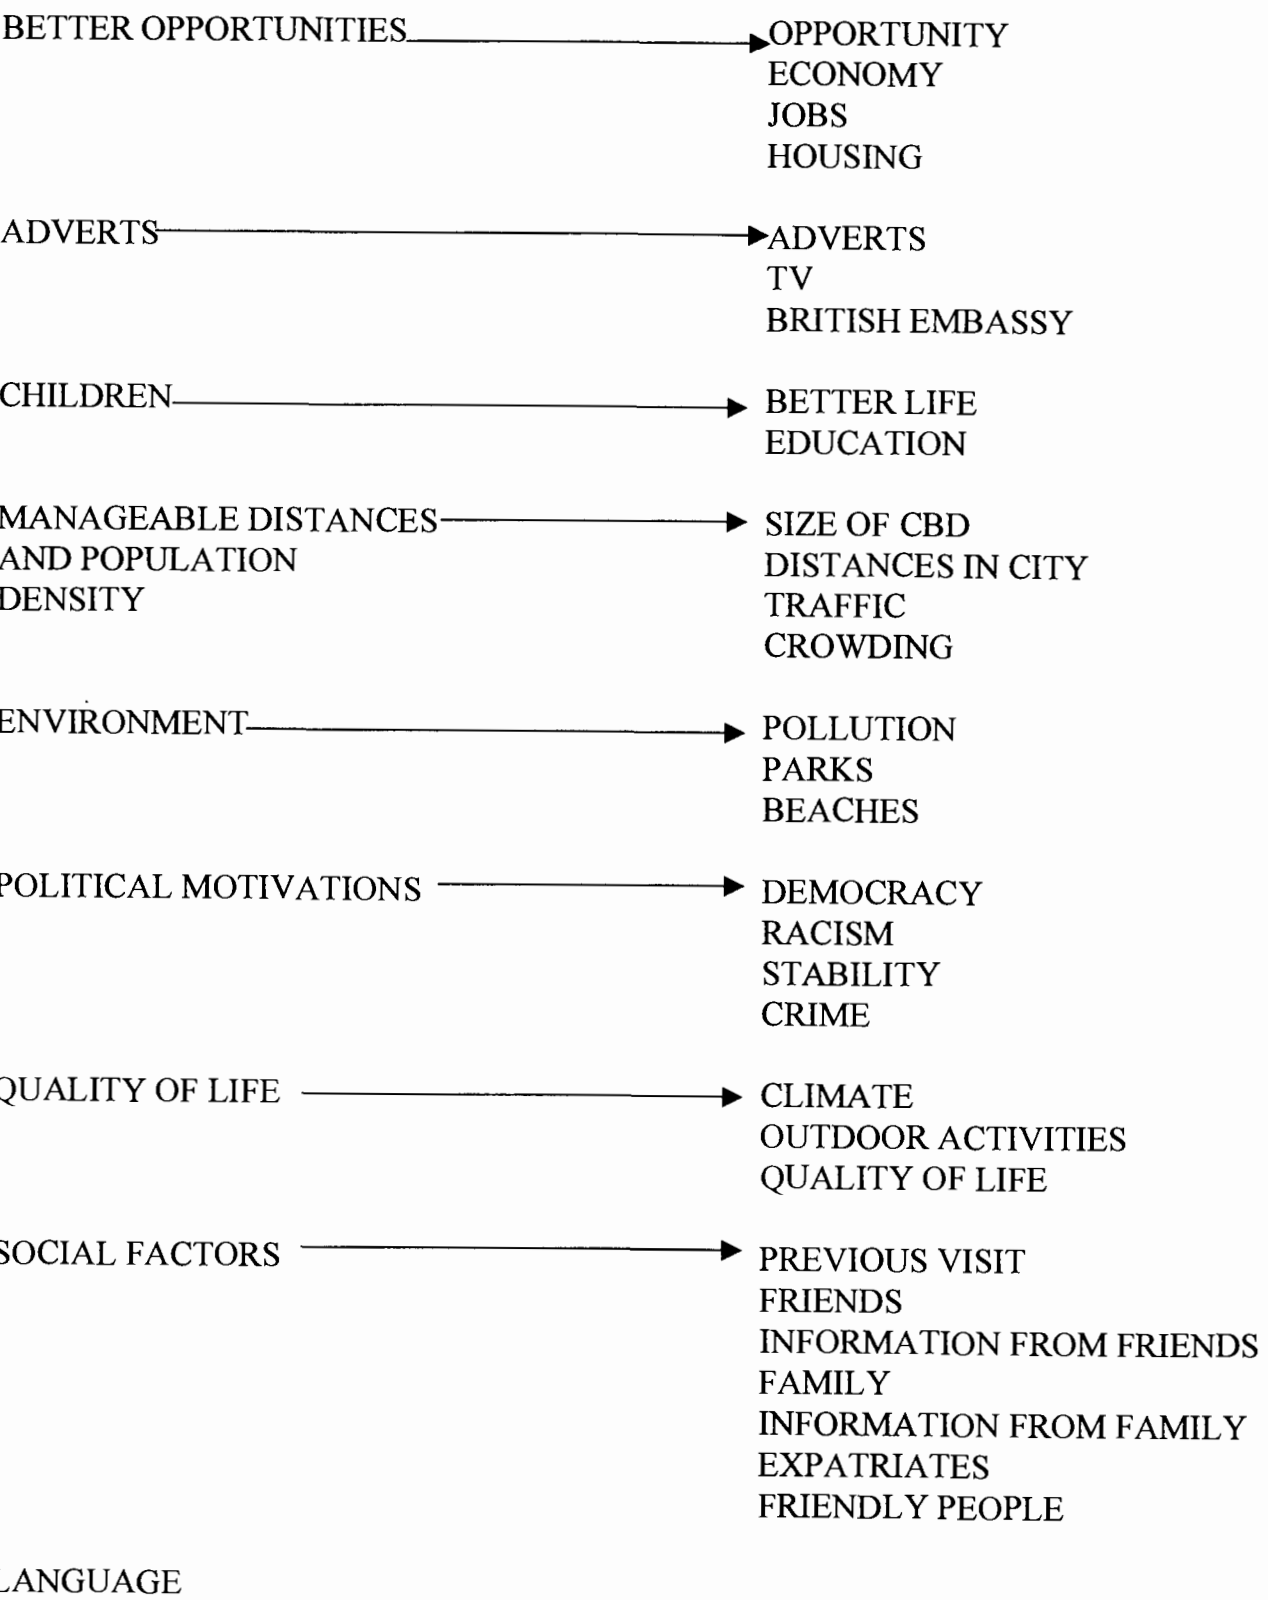 BETTER OPPORTUNITIES OPPORTUNITY
ECONOMY
JOBS
HOUSING
ADVERTS ADVERTS
TV
BRITISH EMBASSY
CHILDREN BETTER LIFE
EDUCATION
MANAGEABLE DISTANCES SIZE OF CBD
AND POPULATION DISTANCES IN CITY
DENSITY TRAFFIC
CROWDING
ENVIRONMENT POLLUTION
PARKS
BEACHES
POLITICAL MOTIVATIONS DEMOCRACY
RACISM
STABILITY
CRIME
QUALITY OF LIFE CLIMATE
OUTDOOR ACTIVITIES
QUALITY OF LIFE
SOCIAL FACTORS PREVIOUS VISIT
FRIENDS
INFORMATION FROM FRIENDS
FAMILY
INFORMATION FROM FAMILY
EXPATRIATES
FRIENDLY PEOPLE
LANGUAGE